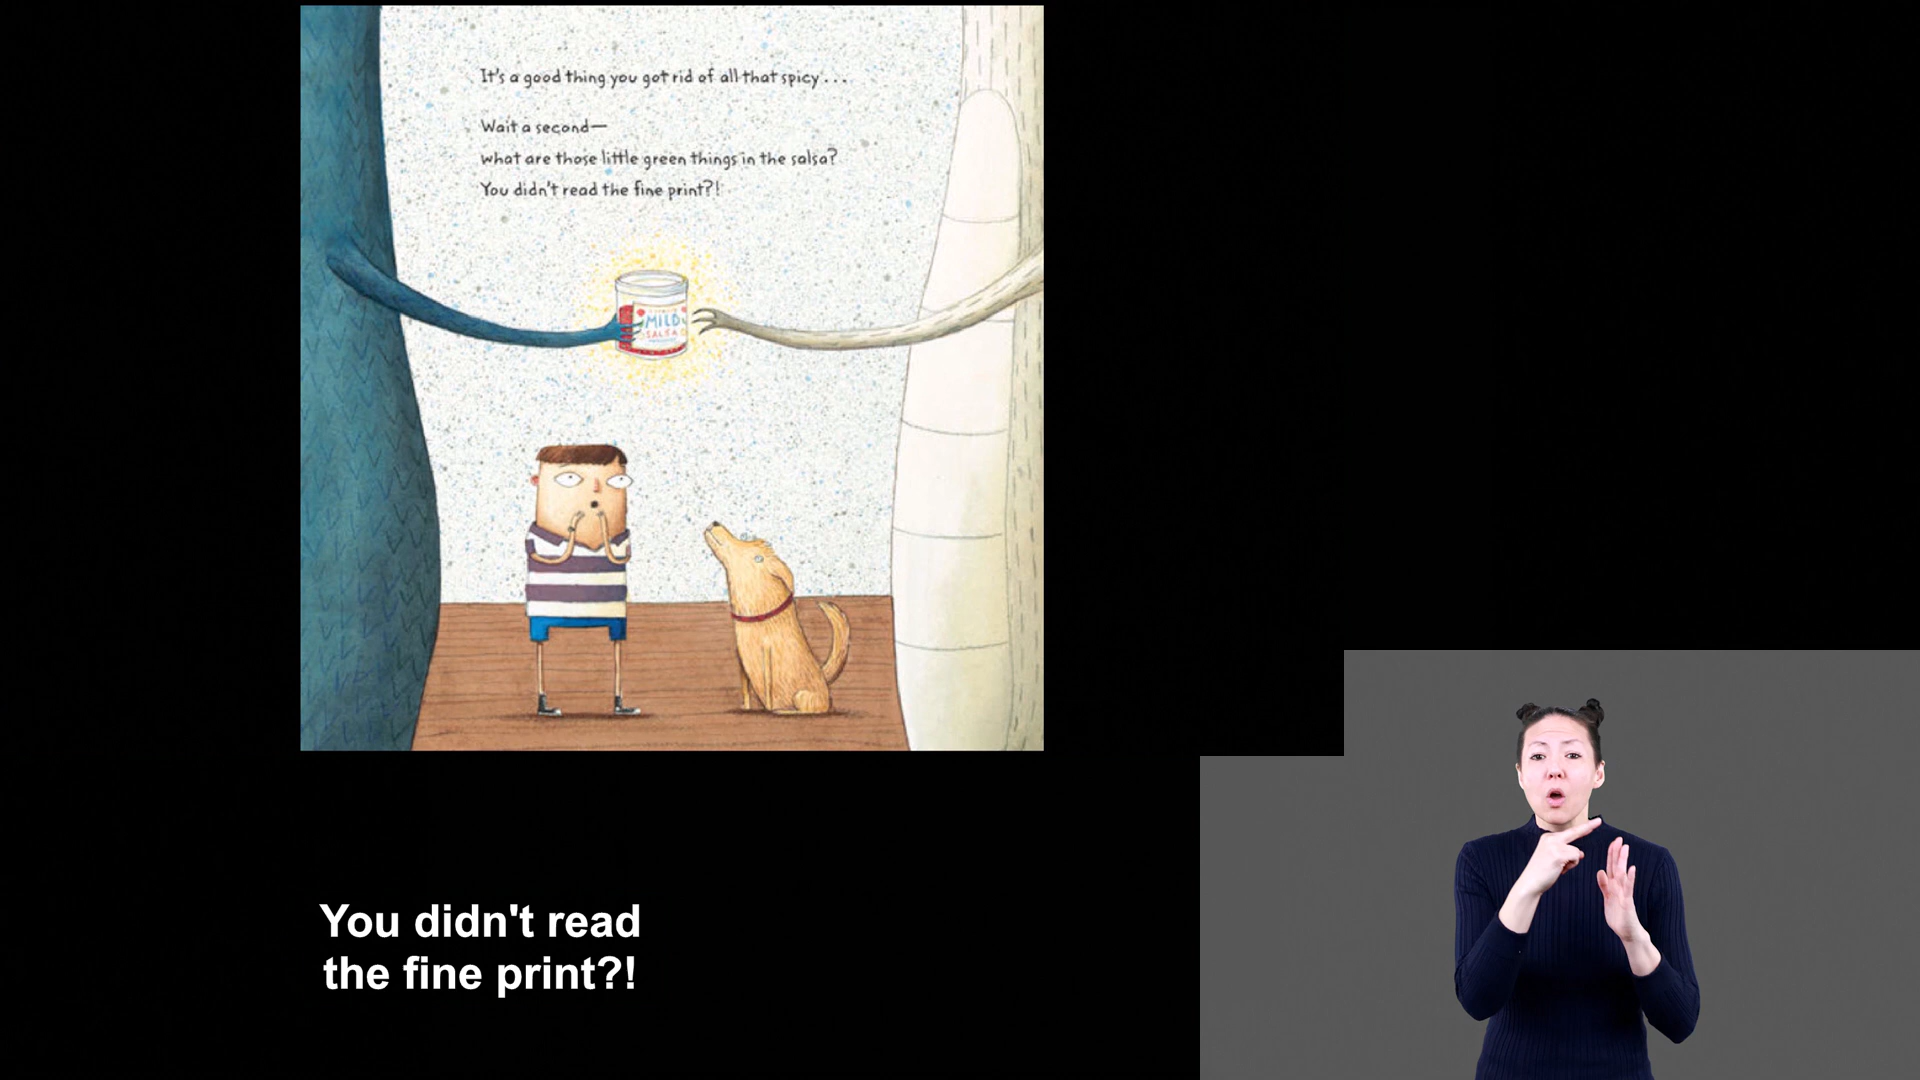 It's a good thing you got rid of all that spicy . . .
Wait a second—
what are those little green things in the salsa?
You didn't read the fine print?!
MILD
SALSA
You didn't read
the fine print?!